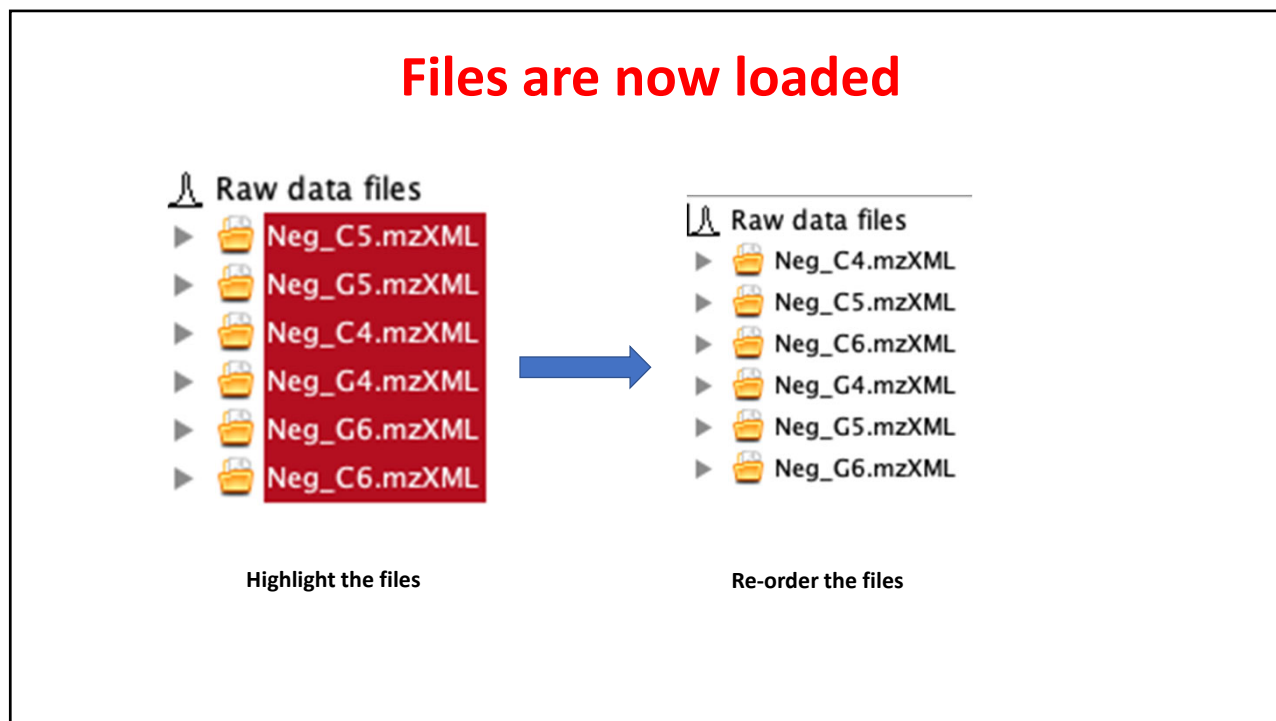 Files are now loaded
Raw data files
Neg_C5.mzXML
Neg_G5.mzXML
Neg_C4.mzXML
Neg_G4.mzXML
Neg_G6.mzXML
Neg_C6.mzXML
Highlight the files
Raw data files
Neg_C4.mzXML
Neg_C5.mzXML
Neg_C6.mzXML
Neg_G4.mzXML
Neg_G5.mzXML
Neg_G6.mzXML
Re-order the files